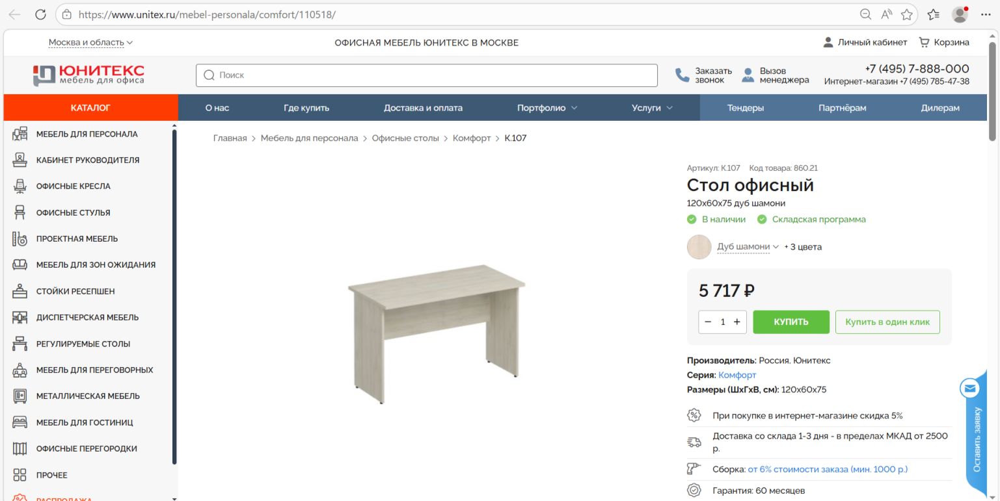 https://www.unitex.ru/mebel-personala/comfort/110518/
Москва и область
ОФИСНАЯ МЕБЕЛЬ ЮНИТЕКС В МОСКВЕ
Личный кабинет
Корзина
ЮНИТЕКС
мебель для офиса
Поиск
Заказать
звонок
Вызов
менеджера
+7 (495) 7-888-000
Интернет-магазин +7 (495) 785-47-38
КАТАЛОГ
О нас
Где купить
Доставка и оплата
Портфолио
Услуги
Тендеры
Партнёрам
Дилерам
МЕБЕЛЬ ДЛЯ ПЕРСОНАЛА
КАБИНЕТ РУКОВОДИТЕЛЯ
ОФИСНЫЕ КРЕСЛА
ОФИСНЫЕ СТУЛЬЯ
ПРОЕКТНАЯ МЕБЕЛЬ
МЕБЕЛЬ ДЛЯ ЗОН ОЖИДАНИЯ
СТОЙКИ РЕСЕПШЕН
ДИСПЕТЧЕРСКАЯ МЕБЕЛЬ
РЕГУЛИРУЕМЫЕ СТОЛЫ
МЕБЕЛЬ ДЛЯ ПЕРЕГОВОРНЫХ
МЕТАЛЛИЧЕСКАЯ МЕБЕЛЬ
МЕБЕЛЬ ДЛЯ ГОСТИНИЦ
ОФИСНЫЕ ПЕРЕГОРОДКИ
ПРОЧЕЕ
РАСПРОДАЖА
Главная > Мебель для персонала > Офисные столы > Комфорт > К.107
Артикул: К.107 Код товара: 860.21
Стол офисный
120х60х75 дуб шамони
В наличии
Складская программа
Дуб шамони
+ 3 цвета
5 717 ₽
− 1 +
КУПИТЬ
Купить в один клик
Производитель: Россия, Юнитекс
Серия: Комфорт
Размеры (ШхГхВ, см): 120х60х75
При покупке в интернет-магазине скидка 5%
Доставка со склада 1-3 дня - в пределах МКАД от 2500
р.
Сборка: от 6% стоимости заказа (мин. 1000 р.)
Гарантия: 60 месяцев
Оставить заявку